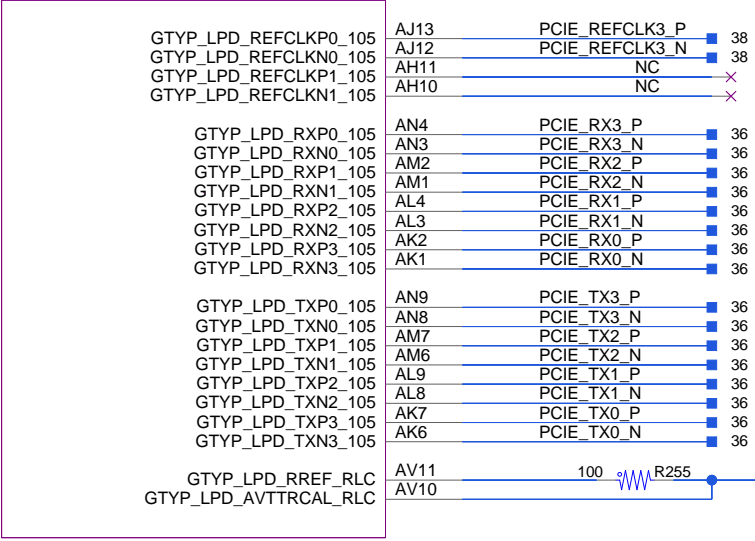 GTYP_LPD_REFCLKP0_105 AJ13 PCIE_REFCLK3_P 38
GTYP_LPD_REFCLKN0_105 AJ12 PCIE_REFCLK3_N 38
GTYP_LPD_REFCLKP1_105 AH11 NC
GTYP_LPD_REFCLKN1_105 AH10 NC
GTYP_LPD_RXP0_105 AN4 PCIE_RX3_P 36
GTYP_LPD_RXN0_105 AN3 PCIE_RX3_N 36
GTYP_LPD_RXP1_105 AM2 PCIE_RX2_P 36
GTYP_LPD_RXN1_105 AM1 PCIE_RX2_N 36
GTYP_LPD_RXP2_105 AL4 PCIE_RX1_P 36
GTYP_LPD_RXN2_105 AL3 PCIE_RX1_N 36
GTYP_LPD_RXP3_105 AK2 PCIE_RX0_P 36
GTYP_LPD_RXN3_105 AK1 PCIE_RX0_N 36
GTYP_LPD_TXP0_105 AN9 PCIE_TX3_P 36
GTYP_LPD_TXN0_105 AN8 PCIE_TX3_N 36
GTYP_LPD_TXP1_105 AM7 PCIE_TX2_P 36
GTYP_LPD_TXN1_105 AM6 PCIE_TX2_N 36
GTYP_LPD_TXP2_105 AL9 PCIE_TX1_P 36
GTYP_LPD_TXN2_105 AL8 PCIE_TX1_N 36
GTYP_LPD_TXP3_105 AK7 PCIE_TX0_P 36
GTYP_LPD_TXN3_105 AK6 PCIE_TX0_N 36
GTYP_LPD_RREF_RLC AV11 100 R255
GTYP_LPD_AVTTRCAL_RLC AV10